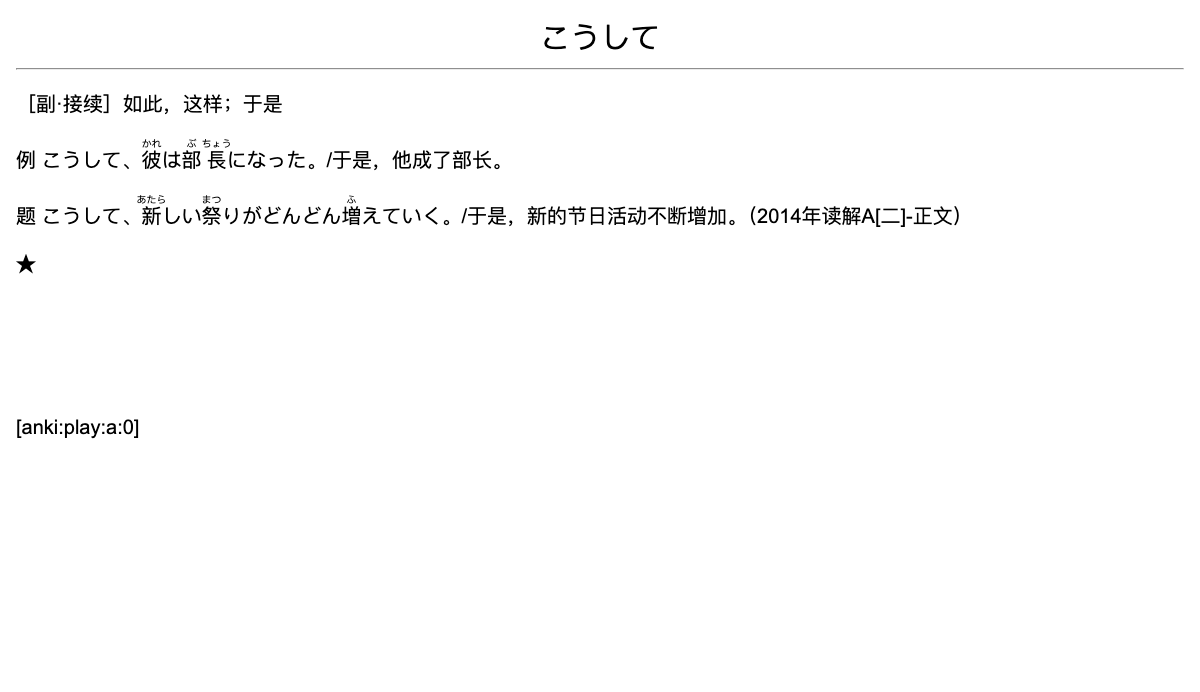 こうして
［副·接续］如此，这样；于是
例 こうして、彼は部長になった。/于是，他成了部长。
かれ ぶ ちょう
题 こうして、新しい祭りがどんどん増えていく。/于是，新的节日活动不断增加。（2014年读解A[二]-正文）
あたら まつ ふ
★
[anki:play:a:0]